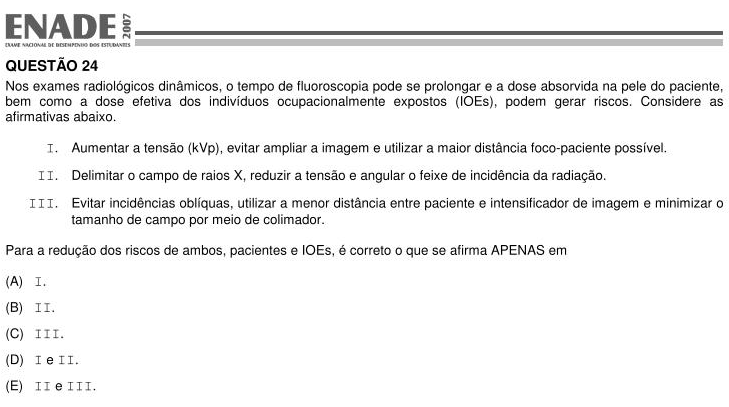 ENADE 2007
EXAME NACIONAL DE DESEMPENHO DOS ESTUDANTES
QUESTÃO 24
Nos exames radiológicos dinâmicos, o tempo de fluoroscopia pode se prolongar e a dose absorvida na pele do paciente,
bem como a dose efetiva dos indivíduos ocupacionalmente expostos (IOEs), podem gerar riscos. Considere as
afirmativas abaixo.
I. Aumentar a tensão (kVp), evitar ampliar a imagem e utilizar a maior distância foco-paciente possível.
II. Delimitar o campo de raios X, reduzir a tensão e angular o feixe de incidência da radiação.
III. Evitar incidências oblíquas, utilizar a menor distância entre paciente e intensificador de imagem e minimizar o
tamanho de campo por meio de colimador.
Para a redução dos riscos de ambos, pacientes e IOEs, é correto o que se afirma APENAS em
(A) I.
(B) II.
(C) III.
(D) I e II.
(E) II e III.